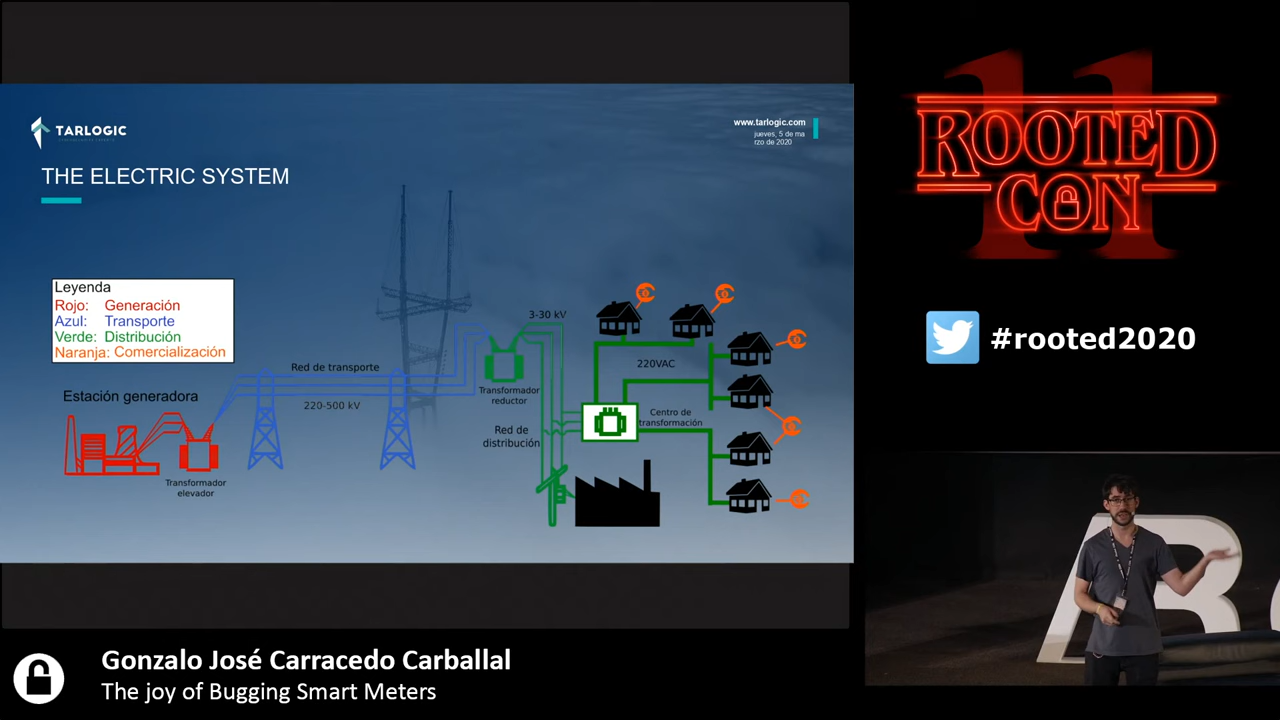 TARLOGIC
www.tarlogic.com
jueves, 5 de ma
rzo de 2020
THE ELECTRIC SYSTEM
Leyenda
Rojo: Generación
Azul: Transporte
Verde: Distribución
Naranja: Comercialización
Estación generadora
Transformador
elevador
Red de transporte
220-500 kV
3-30 kV
Transformador
reductor
Red de
distribución
220VAC
Centro de
transformación
11
ROOTED
CON
#rooted2020
R
Gonzalo José Carracedo Carballal
The joy of Bugging Smart Meters